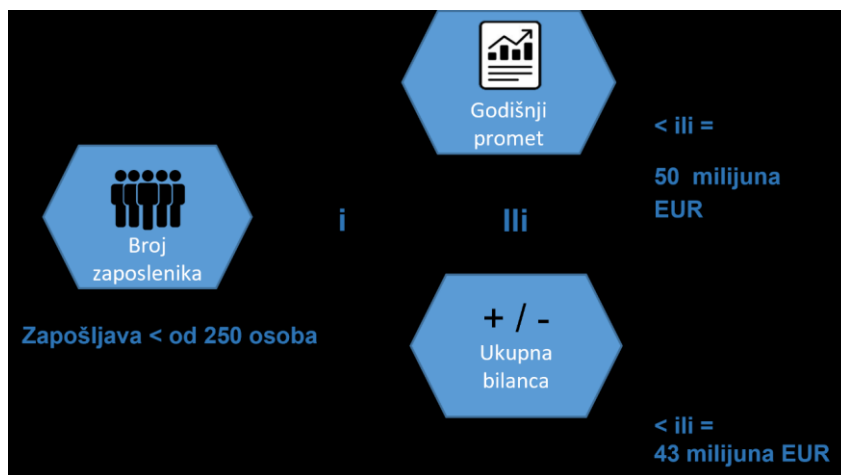 Godišnji
promet
< ili =
50 milijuna
EUR
Broj
zaposlenika
i
Ili
Zapošljava < od 250 osoba
+ / -
Ukupna
bilanca
< ili =
43 milijuna EUR